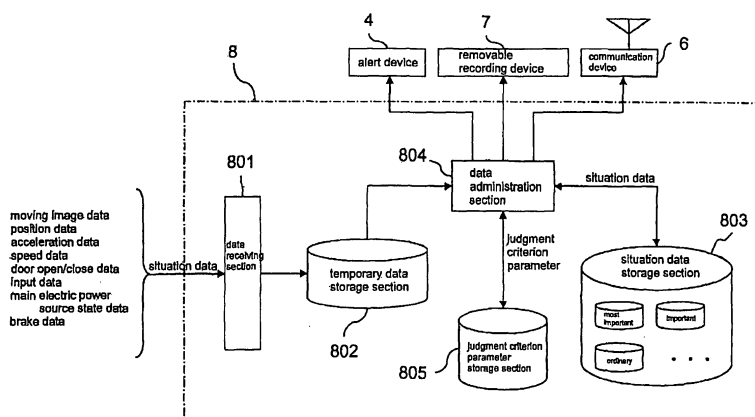 4
7
6
alert device
removable
recording device
communication
device
8
801
804
803
data
administration
section
situation data
moving image data
position data
acceleration data
speed data
door open/close data
input data
main electric power
source state data
brake data
situation data
data
receiving
section
temporary data
storage section
802
judgment
criterion
parameter
situation data
storage section
most
important
important
ordinary
. . .
judgment criterion
parameter
storage section
805